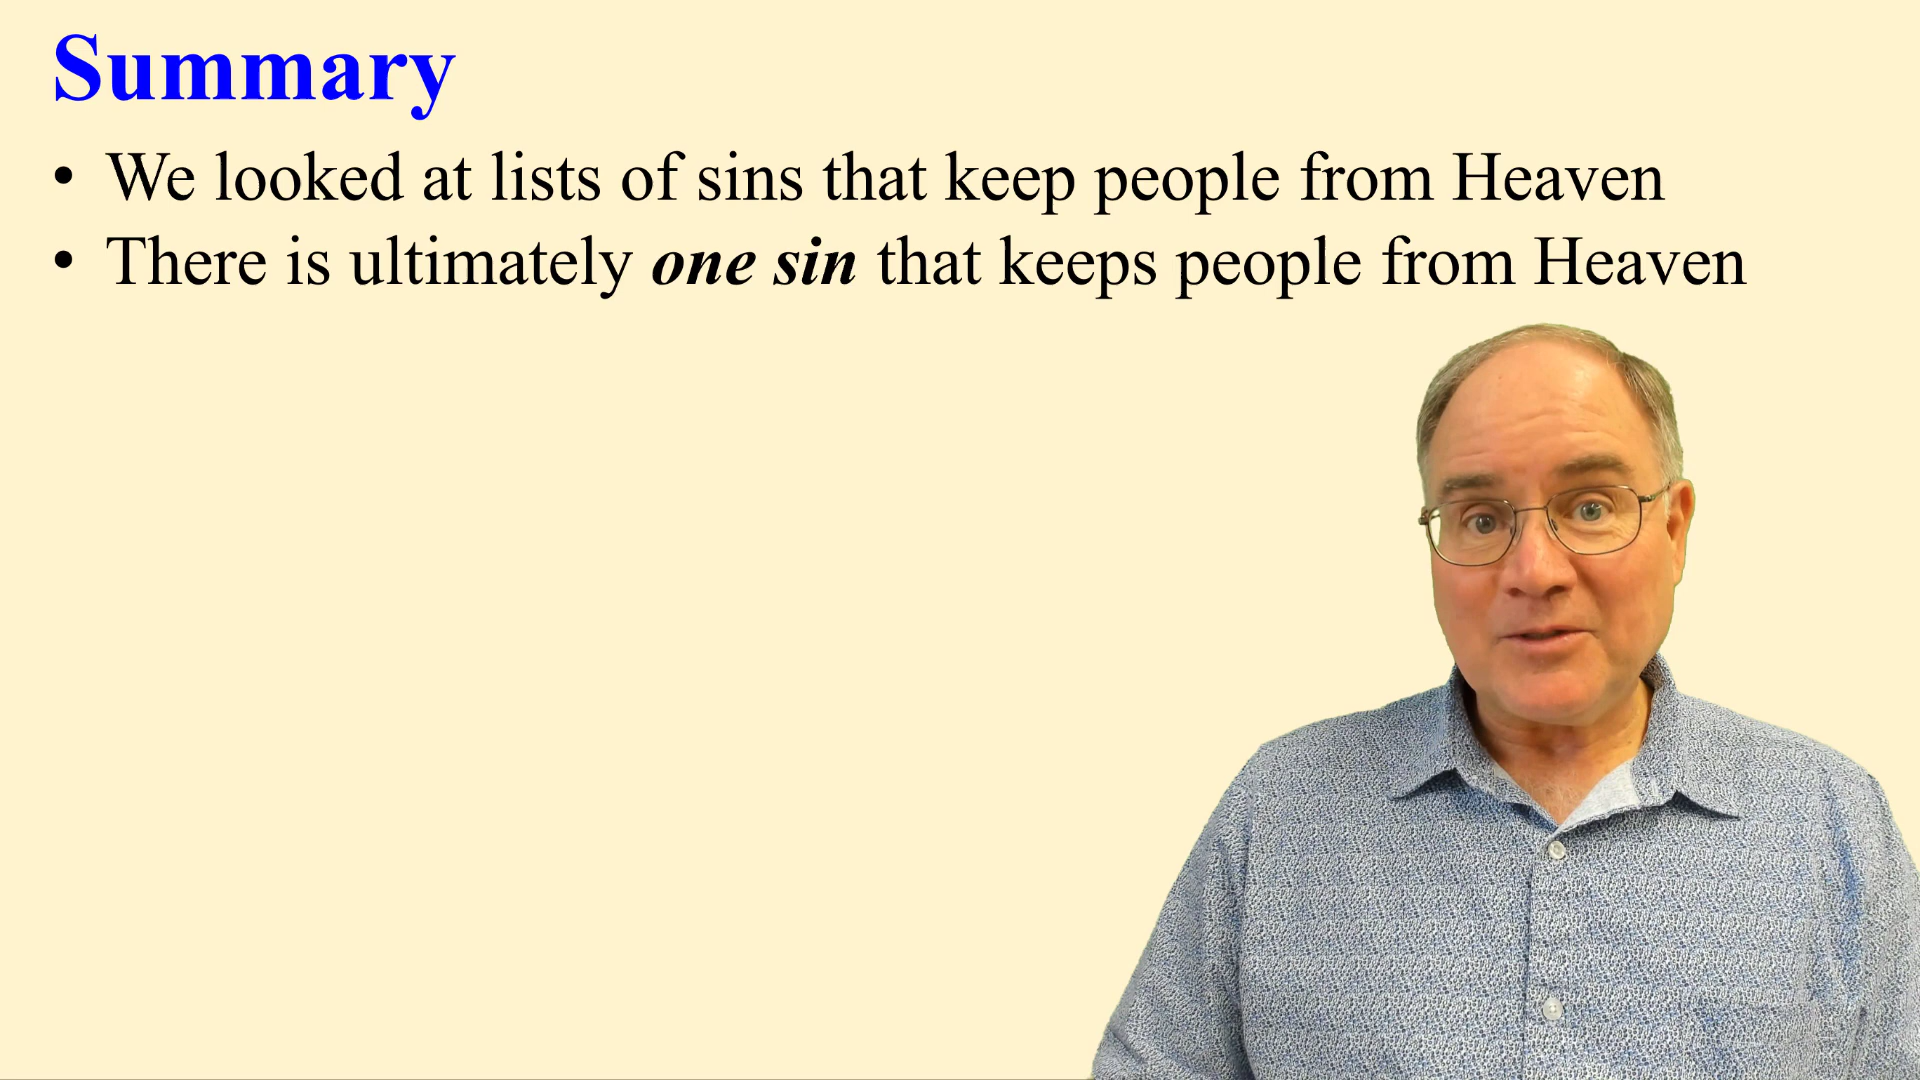 Summary
• We looked at lists of sins that keep people from Heaven
• There is ultimately one sin that keeps people from Heaven